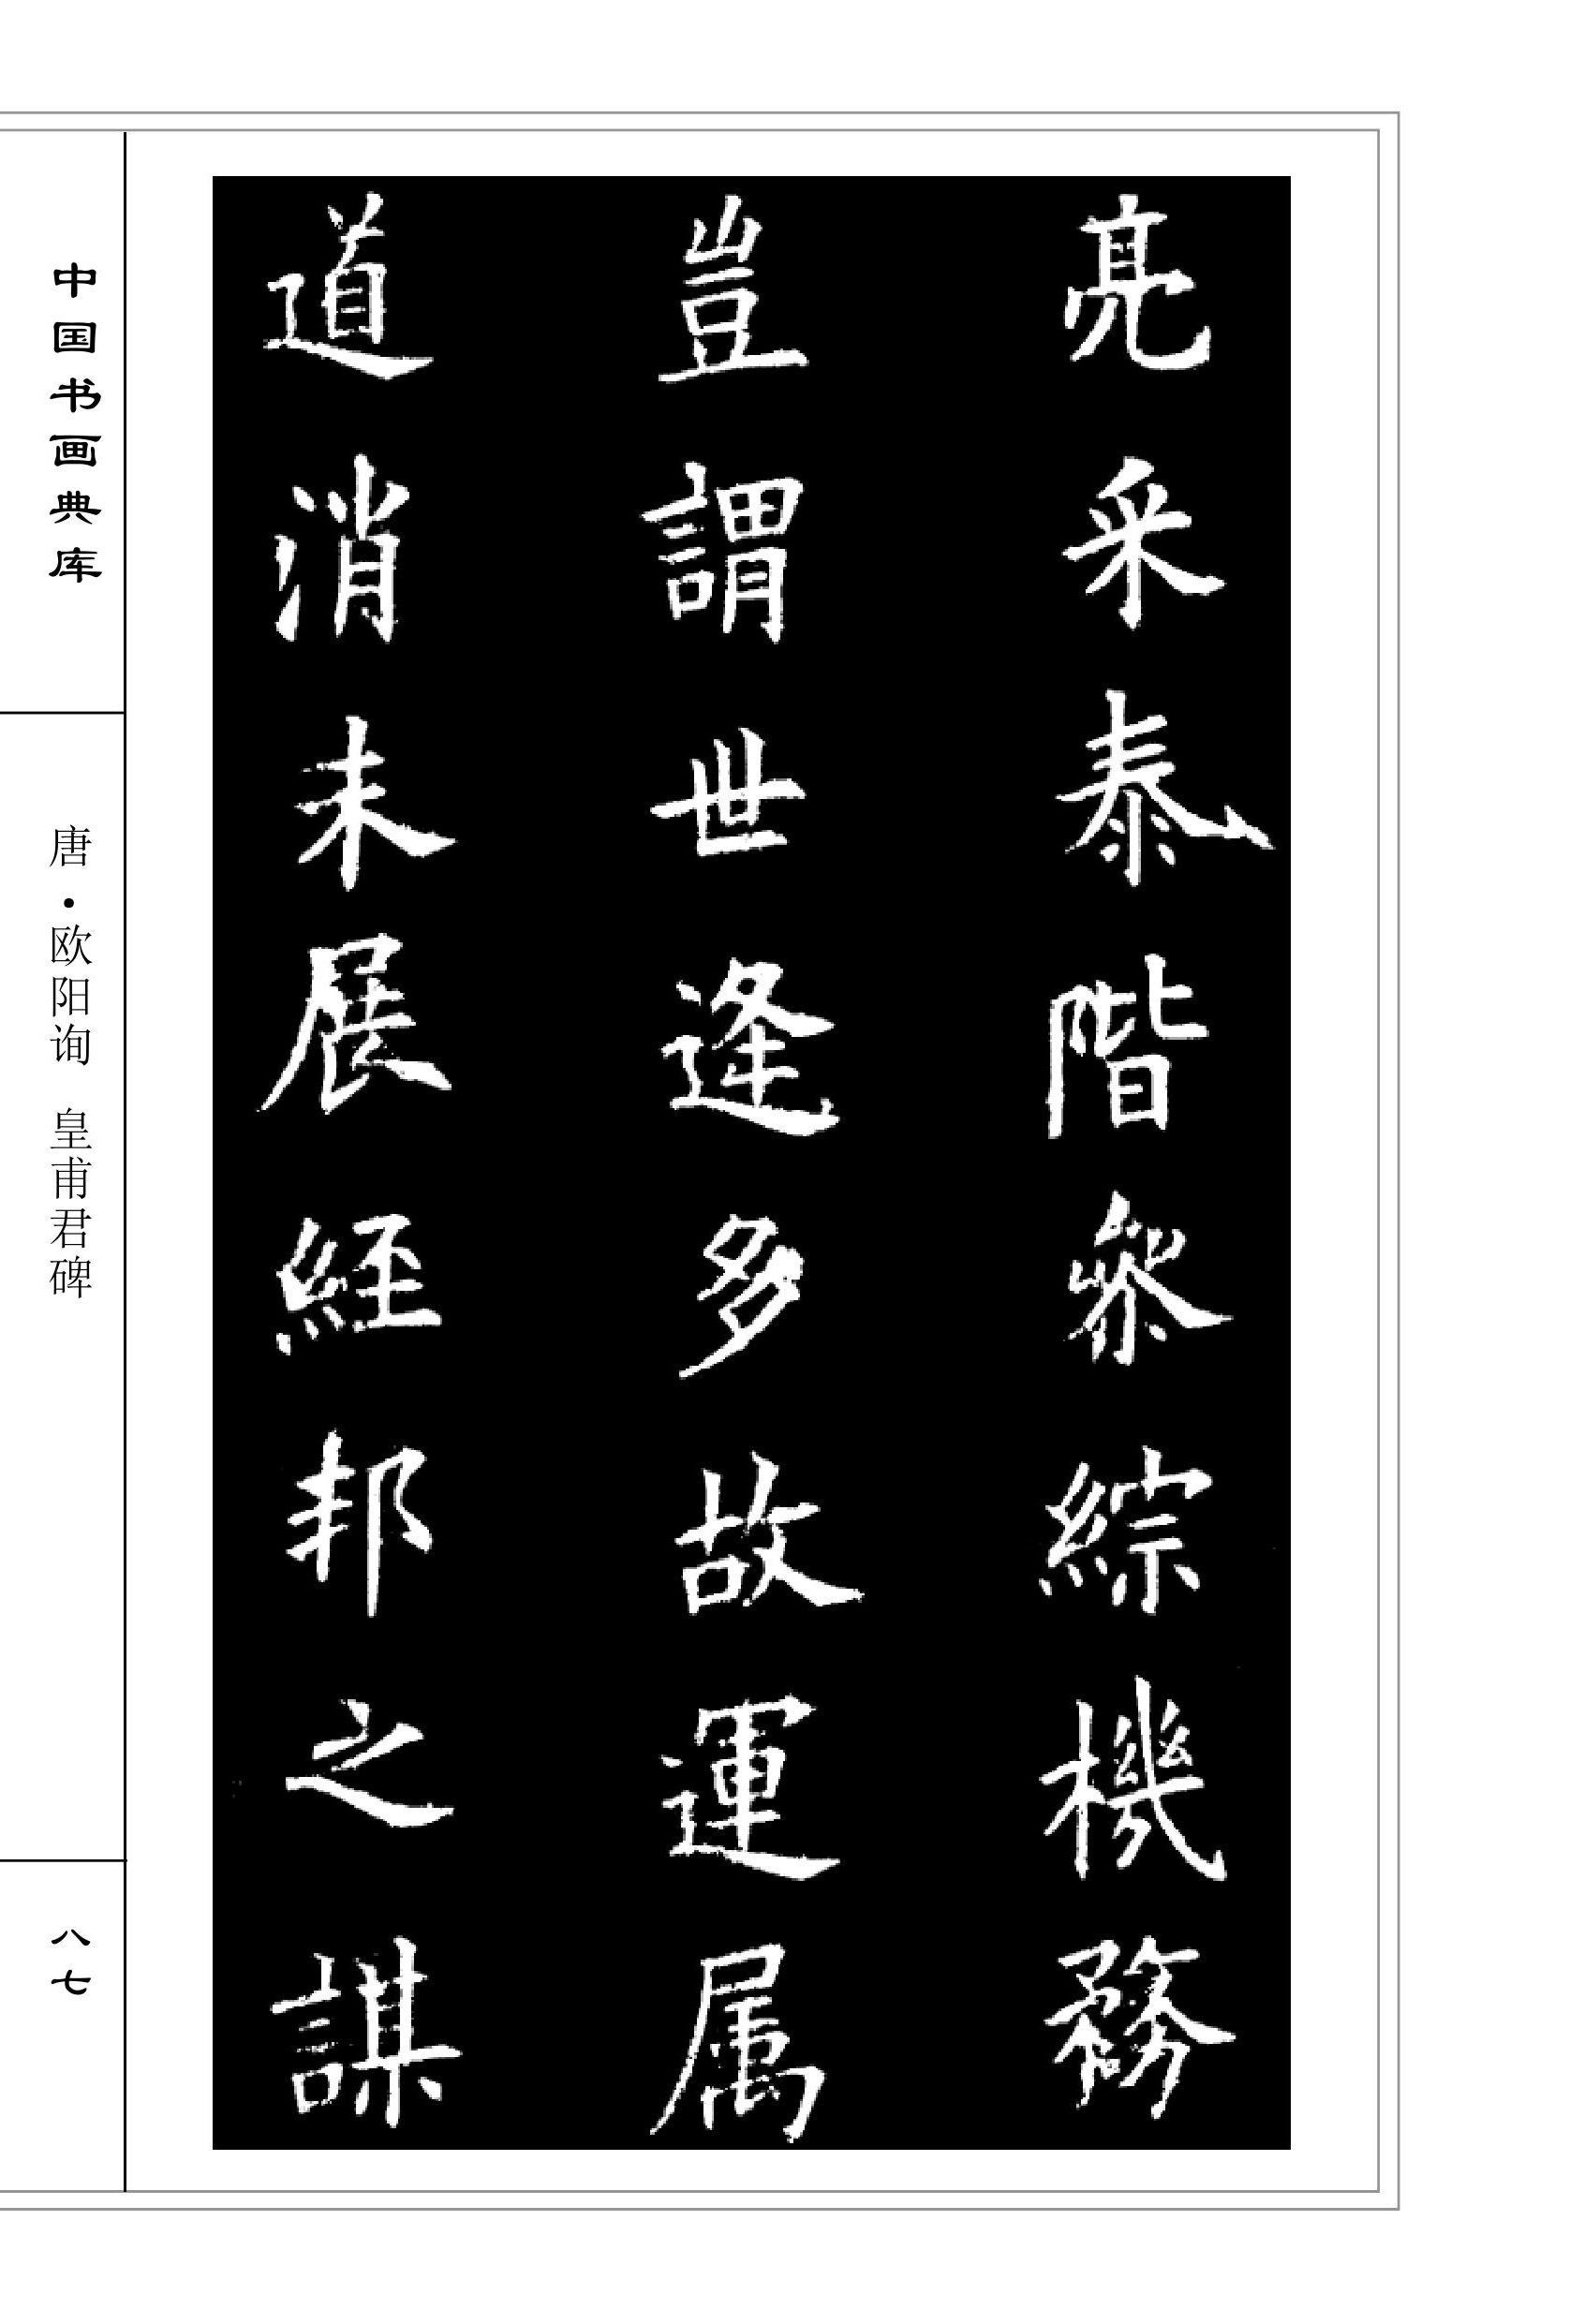 亮采泰階參綜機務
豈謂世逢多故運属
道消未展經邦之謀
中国书画典库
唐·欧阳询 皇甫君碑
八七